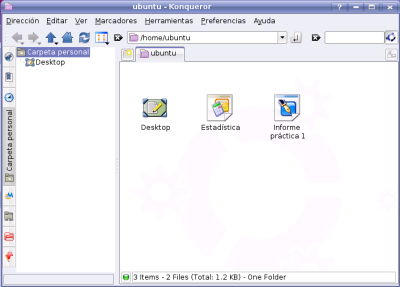 ubuntu - Konqueror
Dirección Editar Ver Marcadores Herramientas Preferencias Ayuda
/home/ubuntu
Carpeta personal
Desktop
Carpeta personal
ubuntu
Desktop
Estadística
Informe
práctica 1
3 Items - 2 Files (Total: 1.2 KB) - One Folder